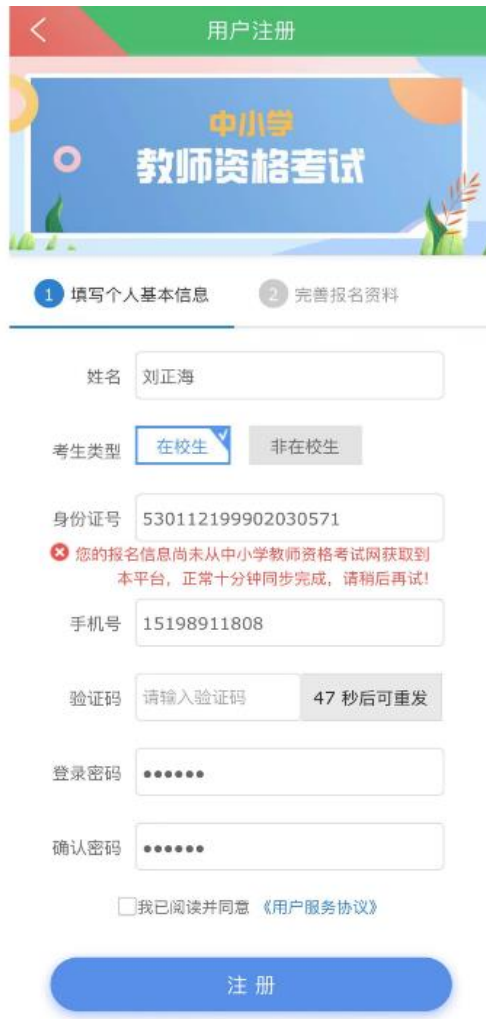 用户注册
中小学
教师资格考试
1 填写个人基本信息 2 完善报名资料
姓名 刘正海
考生类型 在校生 非在校生
身份证号 530112199902030571
您的报名信息尚未从中小学教师资格考试网获取到
本平台，正常十分钟同步完成，请稍后再试!
手机号 15198911808
验证码 请输入验证码 47 秒后可重发
登录密码 ●●●●●●
确认密码 ●●●●●●
我已阅读并同意 《用户服务协议》
注 册